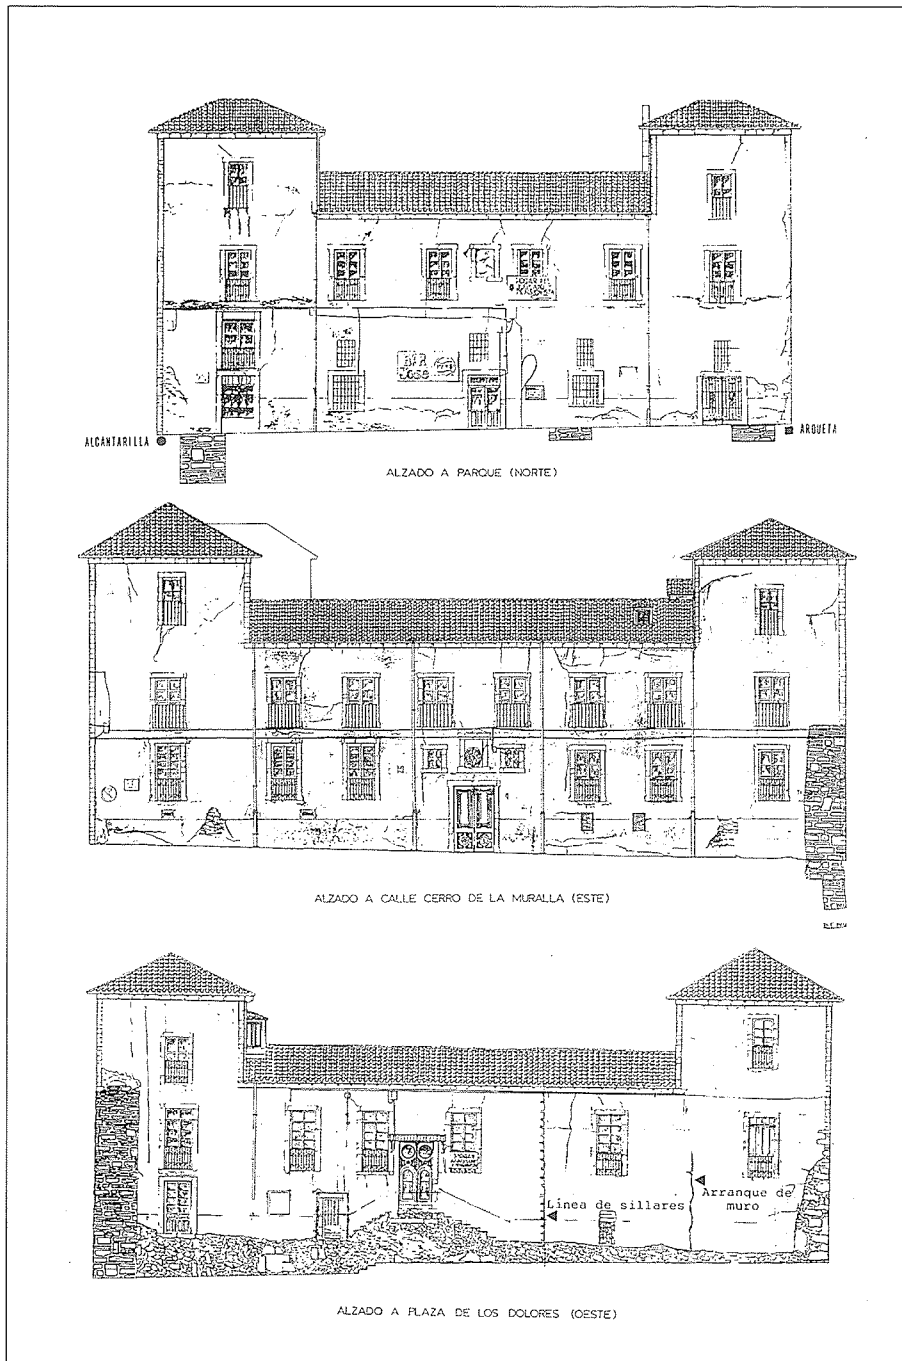 BAR
JOSE
ALCANTARILLA
ARQUETA
ALZADO A PARQUE (NORTE)
ALZADO A CALLE CERRO DE LA MURALLA (ESTE)
Arranque de
muro
Linea de sillares
ALZADO A PLAZA DE LOS DOLORES (OESTE)